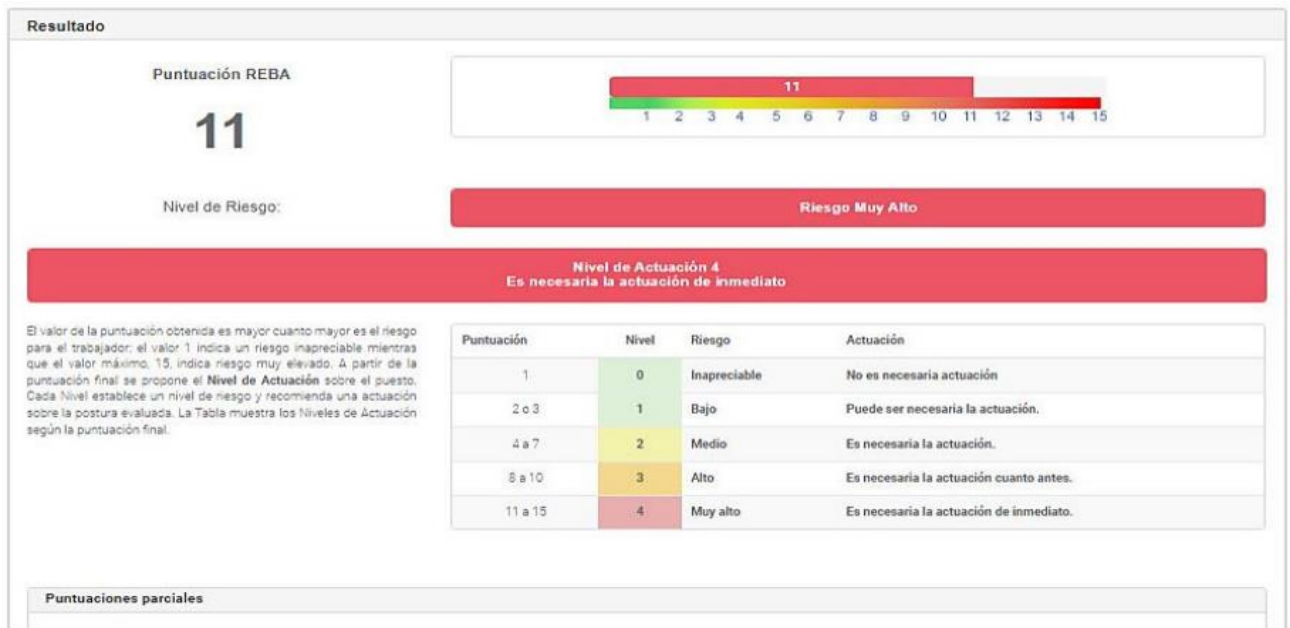 Resultado
Puntuación REBA
11
11
1 2 3 4 5 6 7 8 9 10 11 12 13 14 15
Nivel de Riesgo:
Riesgo Muy Alto
Nivel de Actuación 4
Es necesaria la actuación de inmediato
El valor de la puntuación obtenida es mayor cuanto mayor es el riesgo
para el trabajador; el valor 1 indica un riesgo inapreciable mientras
que el valor máximo, 15, indica riesgo muy elevado. A partir de la
puntuación final se propone el Nivel de Actuación sobre el puesto.
Cada Nivel establece un nivel de riesgo y recomienda una actuación
sobre la postura evaluada. La Tabla muestra los Niveles de Actuación
según la puntuación final.
Puntuación Nivel Riesgo Actuación
1 0 Inapreciable No es necesaria actuación
2 o 3 1 Bajo Puede ser necesaria la actuación.
4 a 7 2 Medio Es necesaria la actuación.
8 a 10 3 Alto Es necesaria la actuación cuanto antes.
11 a 15 4 Muy alto Es necesaria la actuación de inmediato.
Puntuaciones parciales